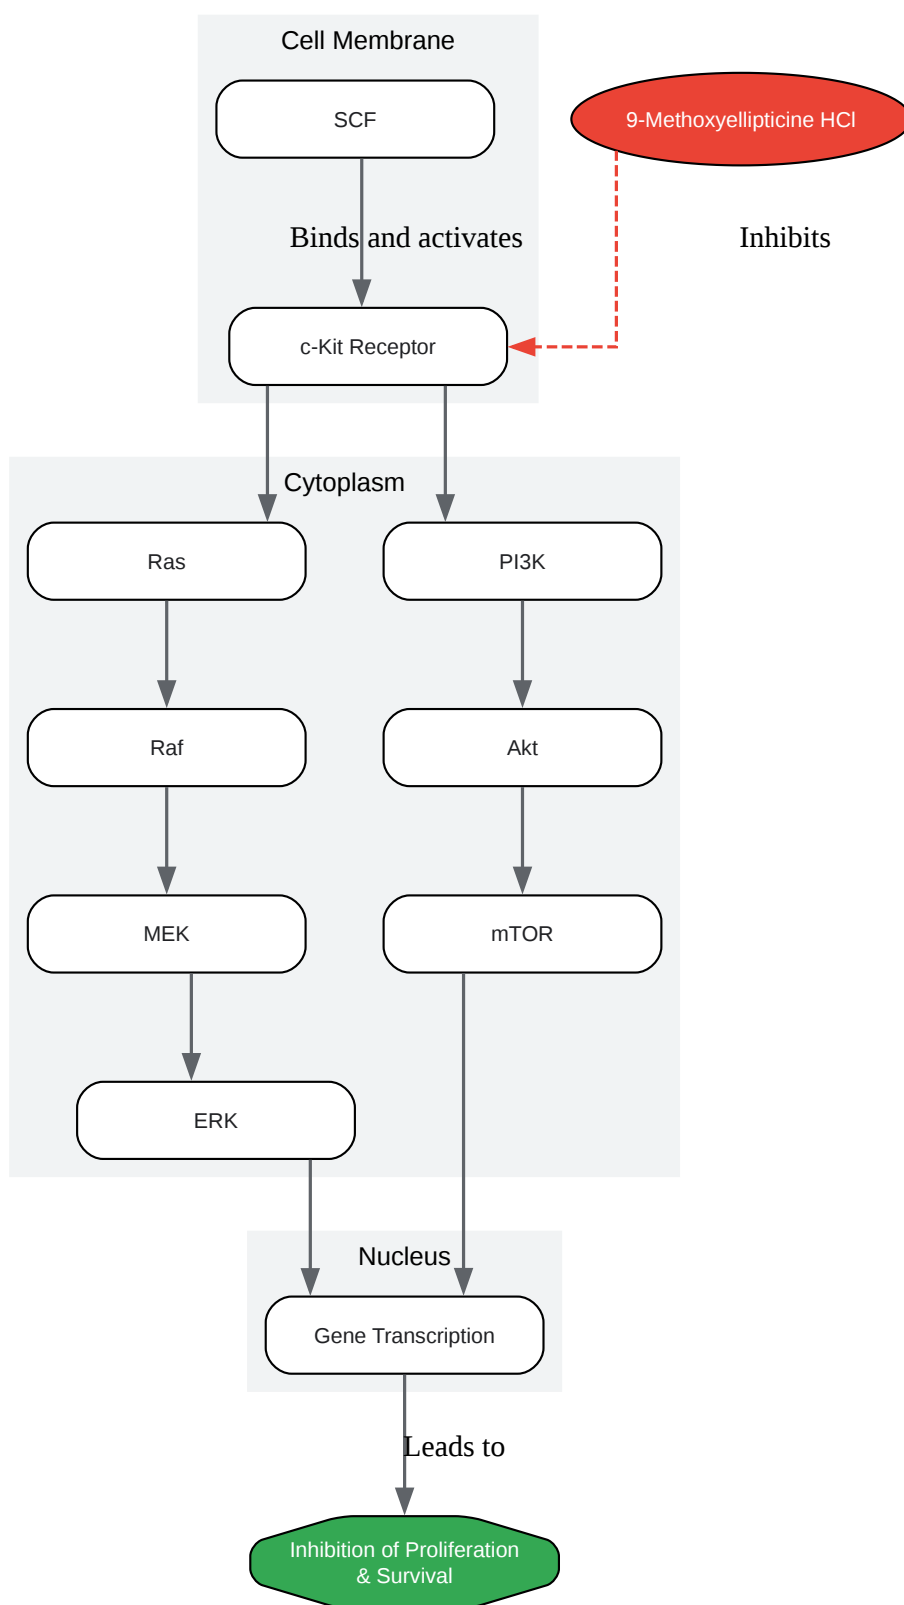 Cell Membrane
SCF
9-Methoxyellipticine HCl
Binds and activates
Inhibits
c-Kit Receptor
Cytoplasm
Ras
PI3K
Raf
Akt
MEK
mTOR
ERK
Nucleus
Gene Transcription
Leads to
Inhibition of Proliferation
& Survival